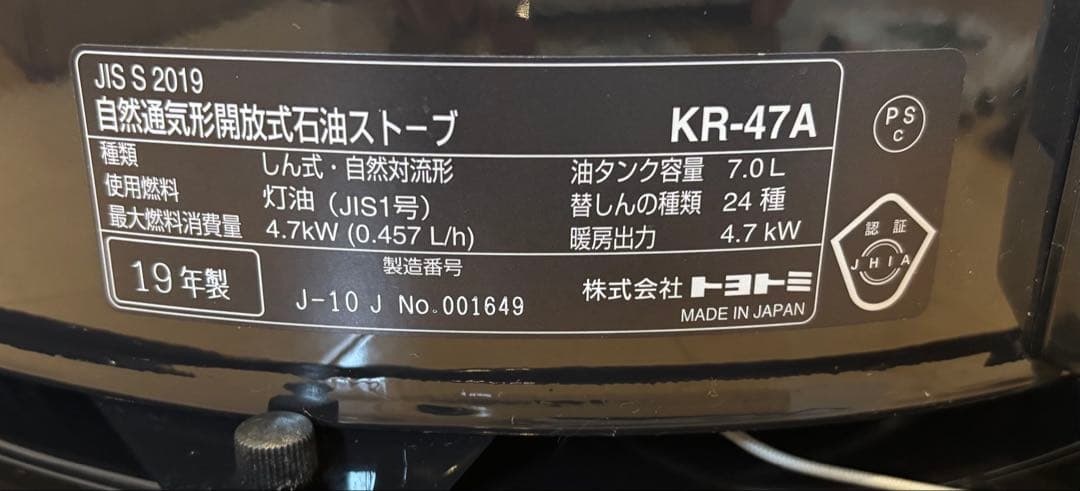 JIS S 2019
自然通気形開放式石油ストーブ KR-47A
種類 しん式・自然対流形 油タンク容量 7.0 L
使用燃料 灯油（JIS1号） 替しんの種類 24 種
最大燃料消費量 4.7kW (0.457 L/h) 暖房出力 4.7 kW
19年製
製造番号
J-10 J No.001649
株式会社トヨトミ
MADE IN JAPAN
PS
C
認証
JHIA